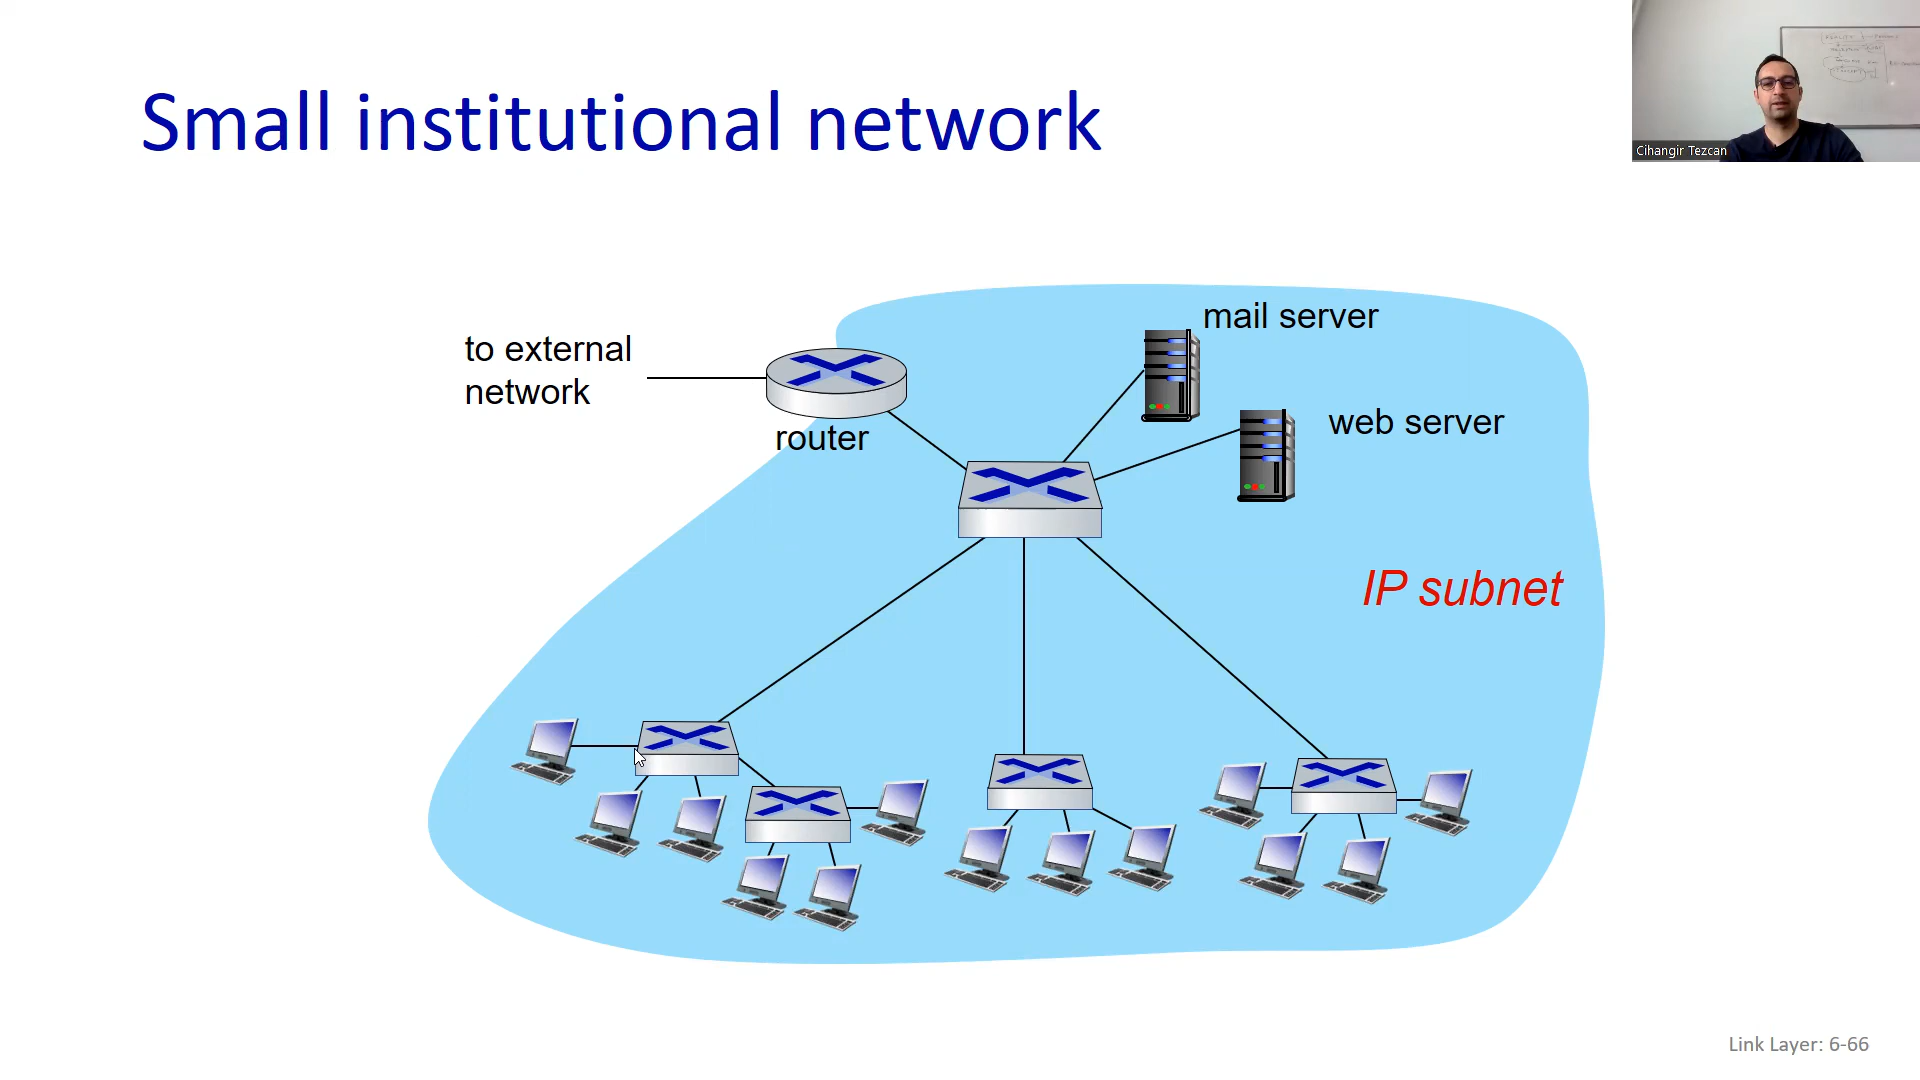 Small institutional network
Cihangir Tezcan
mail server
to external
network
router
web server
IP subnet
Link Layer: 6-66